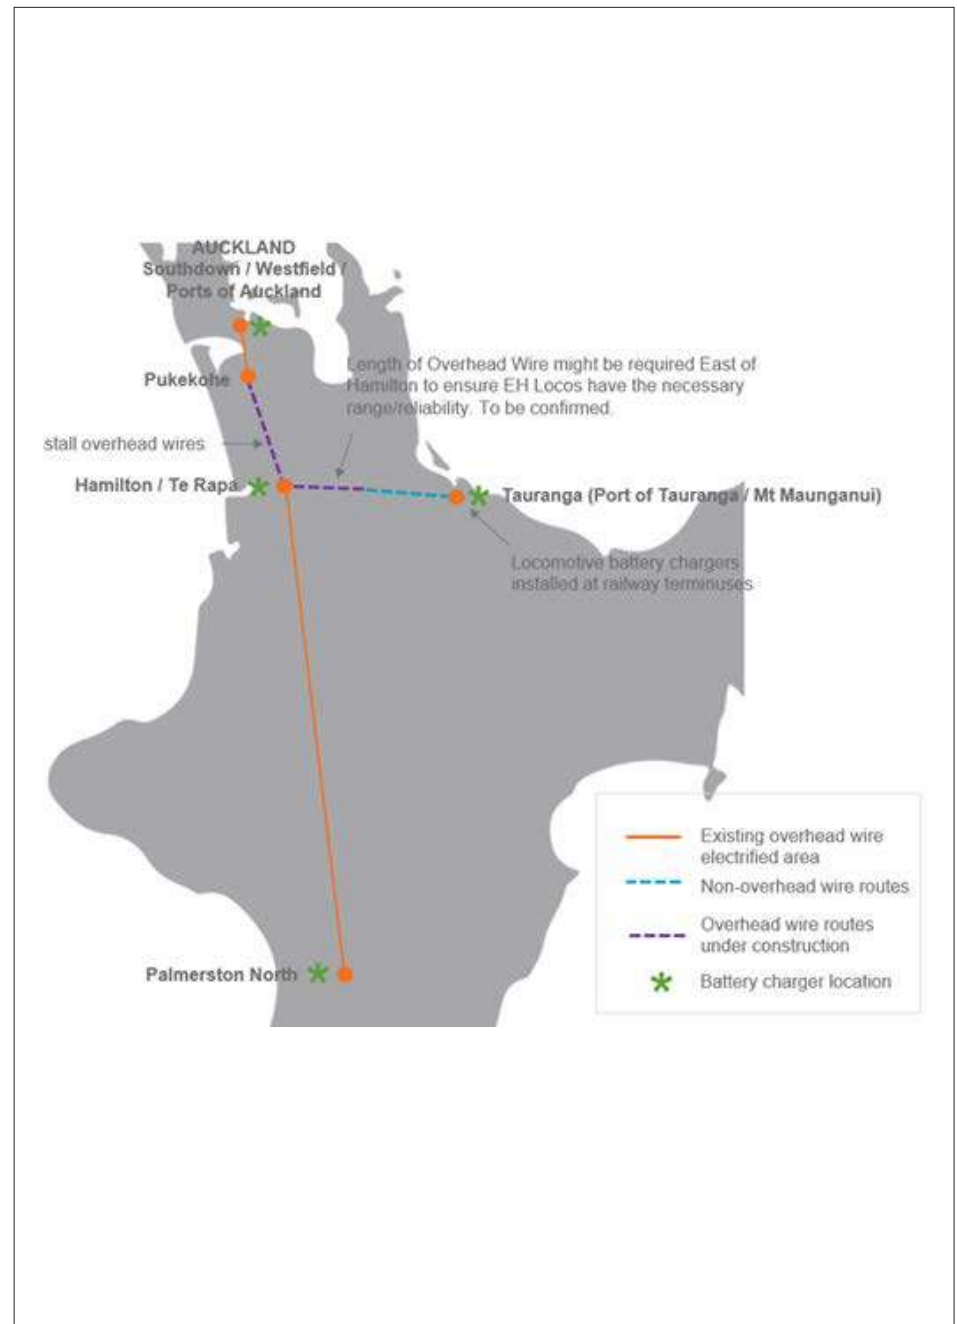 AUCKLAND
Southdown / Westfield /
Ports of Auckland
Length of Overhead Wire might be required East of
Hamilton to ensure EH Locos have the necessary
range/reliability. To be confirmed.
Pukekohe
stall overhead wires
Hamilton / Te Rapa
Tauranga (Port of Tauranga / Mt Maunganui)
Locomotive battery chargers
installed at railway terminuses
Existing overhead wire
electrified area
Non-overhead wire routes
Overhead wire routes
under construction
Battery charger location
Palmerston North